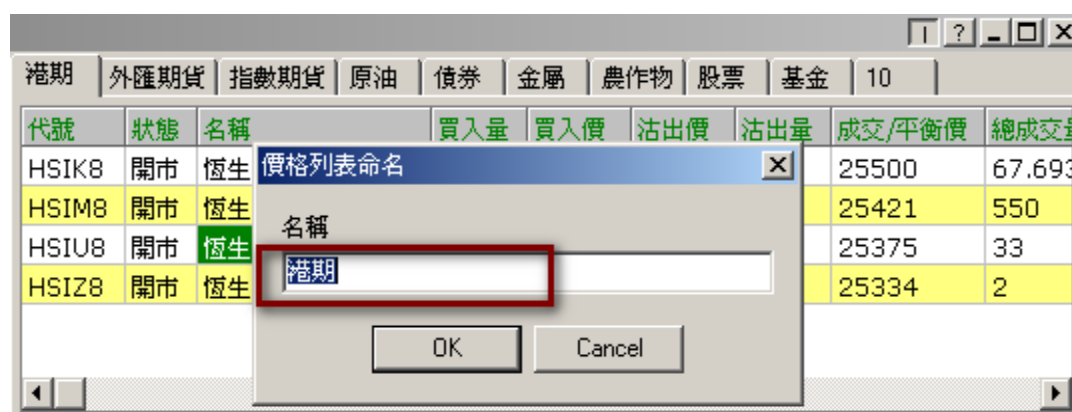 I ?
港期 外匯期貨 指數期貨 原油 債券 金屬 農作物 股票 基金 10
代號 狀態 名稱 買入量 買入價 沽出價 沽出量 成交/平衡價 總成交量
HSIK8 開市 恆生 25500 67.693
HSIM8 開市 恆生 25421 550
HSIU8 開市 恆生 25375 33
HSIZ8 開市 恆生 25334 2
價格列表命名
名稱
港期
OK Cancel